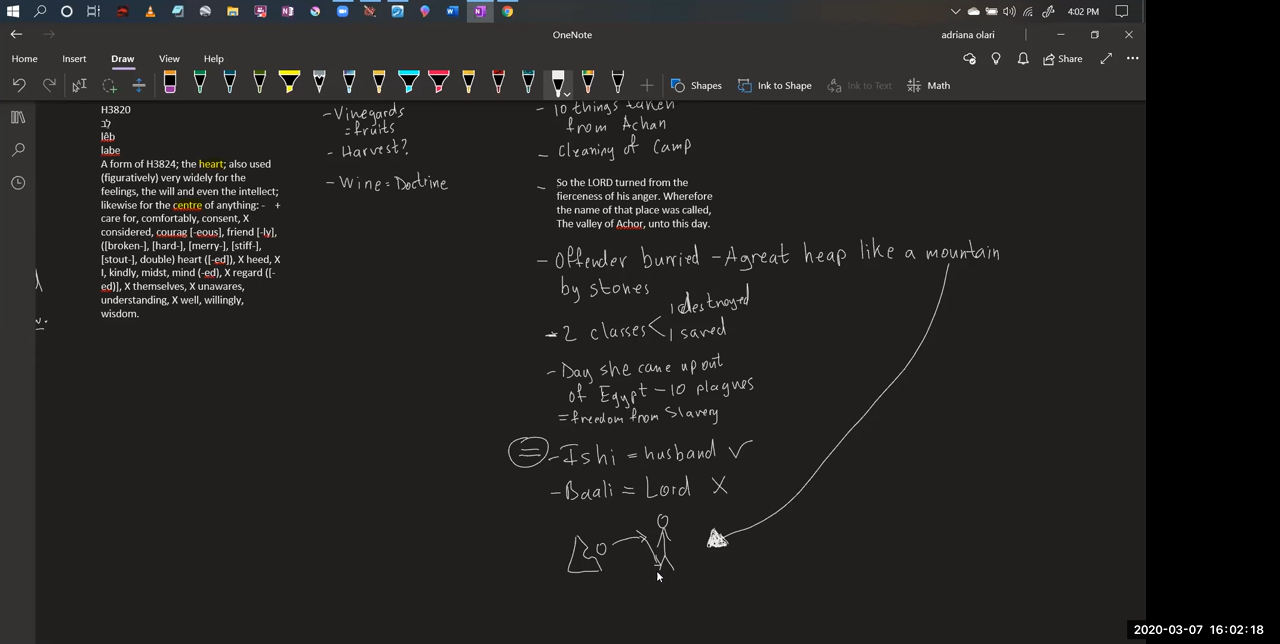 4:02 PM
OneNote
adriana olari
Home Insert Draw View Help
Share
Shapes Ink to Shape Ink to Text Math
H3820
לב
lêb
labe
A form of H3824; the heart; also used
(figuratively) very widely for the
feelings, the will and even the intellect;
likewise for the centre of anything: - +
care for, comfortably, consent, X
considered, courag [-eous], friend [-ly],
([broken-], [hard-], [merry-], [stiff-],
[stout-], double) heart ([-ed]), X heed, X
I, kindly, midst, mind (-ed), X regard ([-
ed)], X themselves, X unawares,
understanding, X well, willingly,
wisdom.
- Vinegards
= fruits
- Harvest?
- Wine = Doctrine
- 10 things taken
from Achan
- Cleaning of Camp
- So the LORD turned from the
fierceness of his anger. Wherefore
the name of that place was called,
The valley of Achor, unto this day.
- Offender burried - A great heap like a mountain
by stones
- 2 classes < 1 destroyed
1 saved
- Day she came up out
of Egypt - 10 plagues
= freedom from Slavery
= - Ishi = husband ✓
- Baali = Lord X
2020-03-07 16:02:18